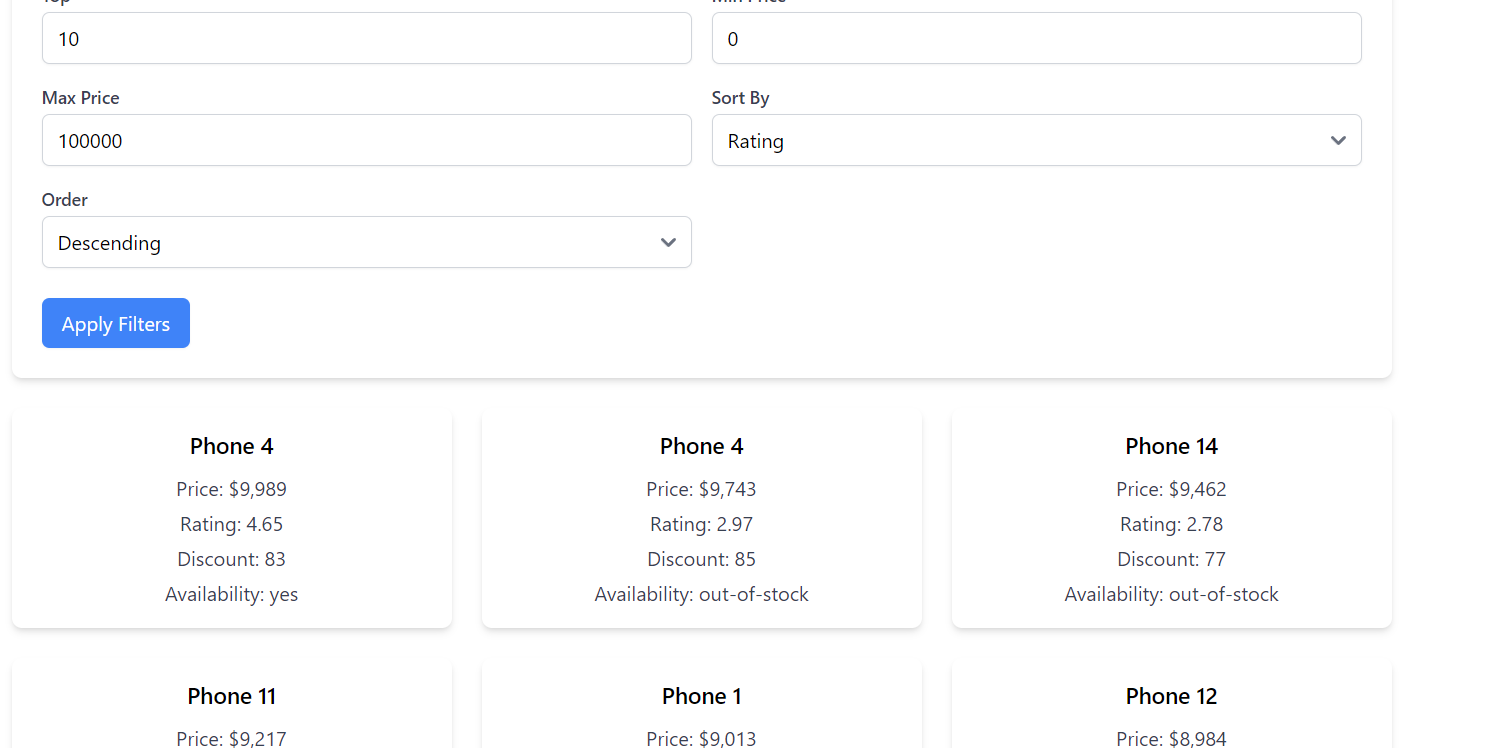 10
0
Max Price
Sort By
100000
Rating
Order
Descending
Apply Filters
Phone 4
Price: $9,989
Rating: 4.65
Discount: 83
Availability: yes
Phone 4
Price: $9,743
Rating: 2.97
Discount: 85
Availability: out-of-stock
Phone 14
Price: $9,462
Rating: 2.78
Discount: 77
Availability: out-of-stock
Phone 11
Price: $9,217
Phone 1
Price: $9,013
Phone 12
Price: $8,984